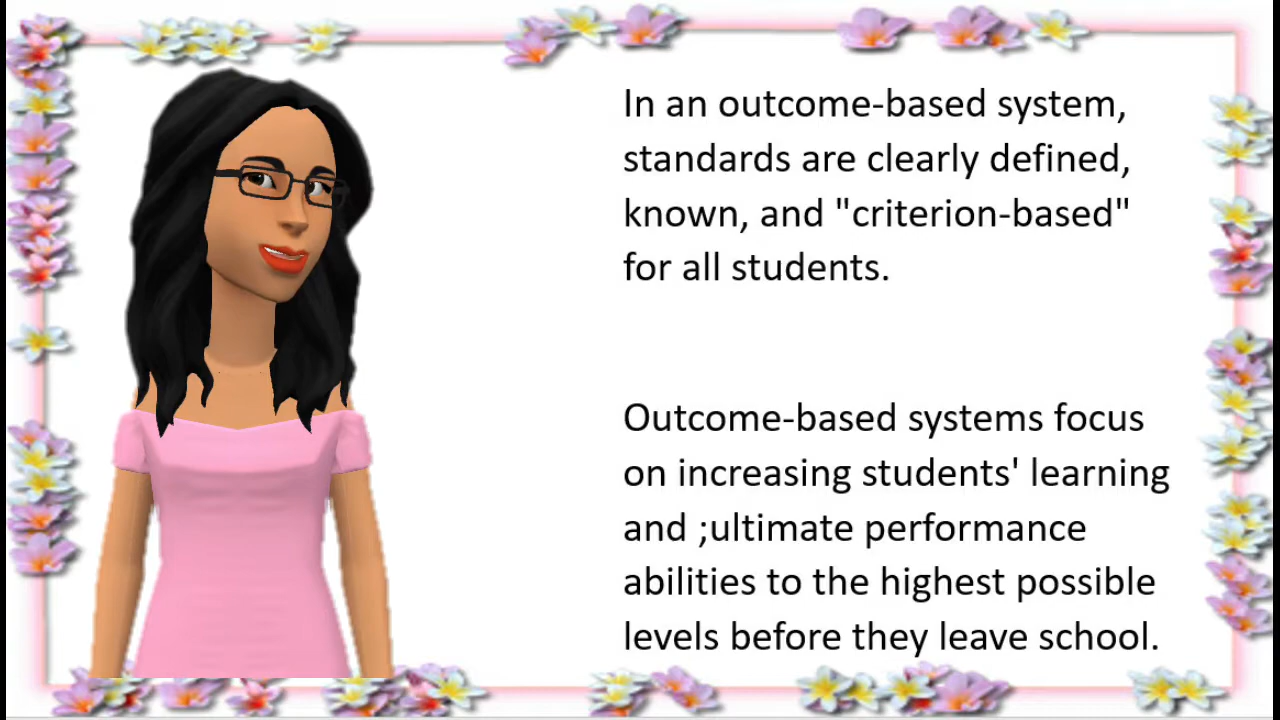 In an outcome-based system,
standards are clearly defined,
known, and "criterion-based"
for all students.
Outcome-based systems focus
on increasing students' learning
and ;ultimate performance
abilities to the highest possible
levels before they leave school.